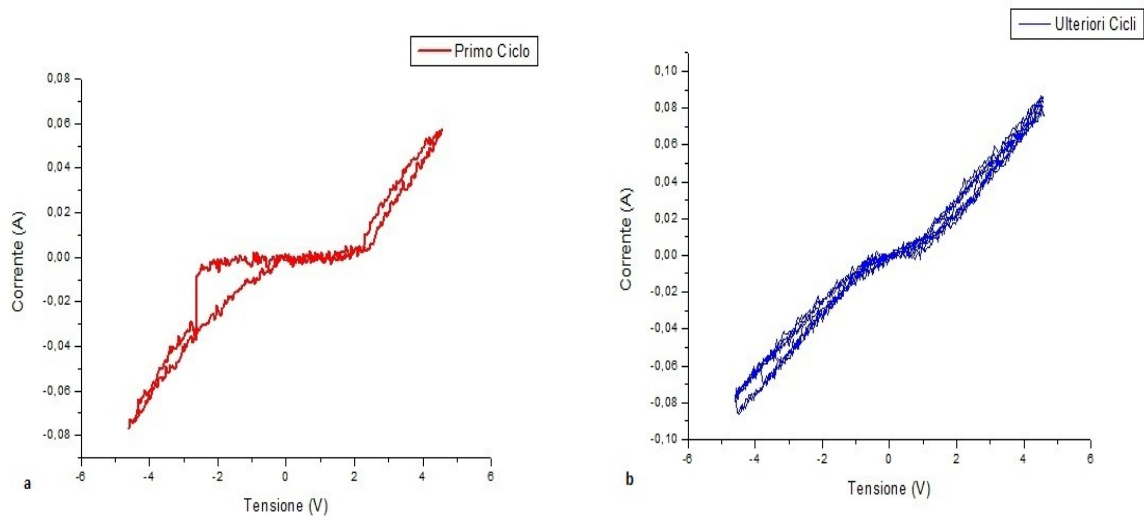 Primo Ciclo
0,08
0,06
0,04
0,02
0,00
-0,02
-0,04
-0,06
-0,08
Corrente (A)
-6 -4 -2 0 2 4 6
Tensione (V)
a
Ulteriori Cicli
0,10
0,08
0,06
0,04
0,02
0,00
-0,02
-0,04
-0,06
-0,08
-0,10
Corrente (A)
-6 -4 -2 0 2 4 6
Tensione (V)
b